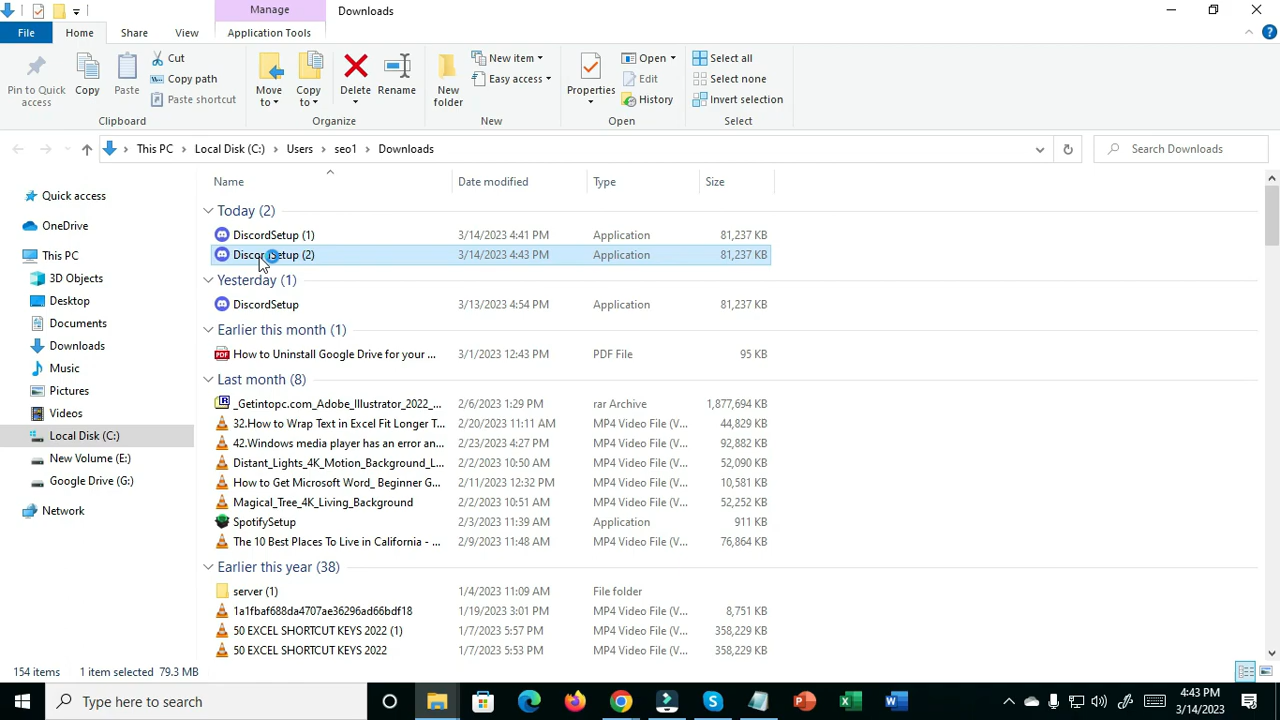 Manage
Downloads
File
Home
Share
View
Application Tools
Pin to Quick access
Copy
Paste
Cut
Copy path
Paste shortcut
Clipboard
Move to
Copy to
Delete
Rename
Organize
New folder
New item
Easy access
New
Properties
Open
Edit
History
Open
Select all
Select none
Invert selection
Select
This PC > Local Disk (C:) > Users > seo1 > Downloads
Search Downloads
Name Date modified Type Size
Quick access
OneDrive
This PC
3D Objects
Desktop
Documents
Downloads
Music
Pictures
Videos
Local Disk (C:)
New Volume (E:)
Google Drive (G:)
Network
Today (2)
DiscordSetup (1) 3/14/2023 4:41 PM Application 81,237 KB
DiscordSetup (2) 3/14/2023 4:43 PM Application 81,237 KB
Yesterday (1)
DiscordSetup 3/13/2023 4:54 PM Application 81,237 KB
Earlier this month (1)
How to Uninstall Google Drive for your ... 3/1/2023 12:43 PM PDF File 95 KB
Last month (8)
_Getintopc.com_Adobe_Illustrator_2022_... 2/6/2023 1:29 PM rar Archive 1,877,694 KB
32.How to Wrap Text in Excel Fit Longer T... 2/20/2023 11:11 AM MP4 Video File (V... 44,829 KB
42.Windows media player has an error an... 2/23/2023 4:27 PM MP4 Video File (V... 92,882 KB
Distant_Lights_4K_Motion_Background_L... 2/2/2023 10:50 AM MP4 Video File (V... 52,090 KB
How to Get Microsoft Word_ Beginner G... 2/11/2023 12:32 PM MP4 Video File (V... 10,581 KB
Magical_Tree_4K_Living_Background 2/2/2023 10:51 AM MP4 Video File (V... 52,252 KB
SpotifySetup 2/3/2023 11:39 AM Application 911 KB
The 10 Best Places To Live in California - ... 2/9/2023 11:48 AM MP4 Video File (V... 76,864 KB
Earlier this year (38)
server (1) 1/4/2023 11:09 AM File folder
1a1fbaf688da4707ae36296ad66bdf18 1/19/2023 3:01 PM MP4 Video File (V... 8,751 KB
50 EXCEL SHORTCUT KEYS 2022 (1) 1/7/2023 5:57 PM MP4 Video File (V... 358,229 KB
50 EXCEL SHORTCUT KEYS 2022 1/7/2023 5:53 PM MP4 Video File (V... 358,229 KB
154 items 1 item selected 79.3 MB
Type here to search
4:43 PM
3/14/2023